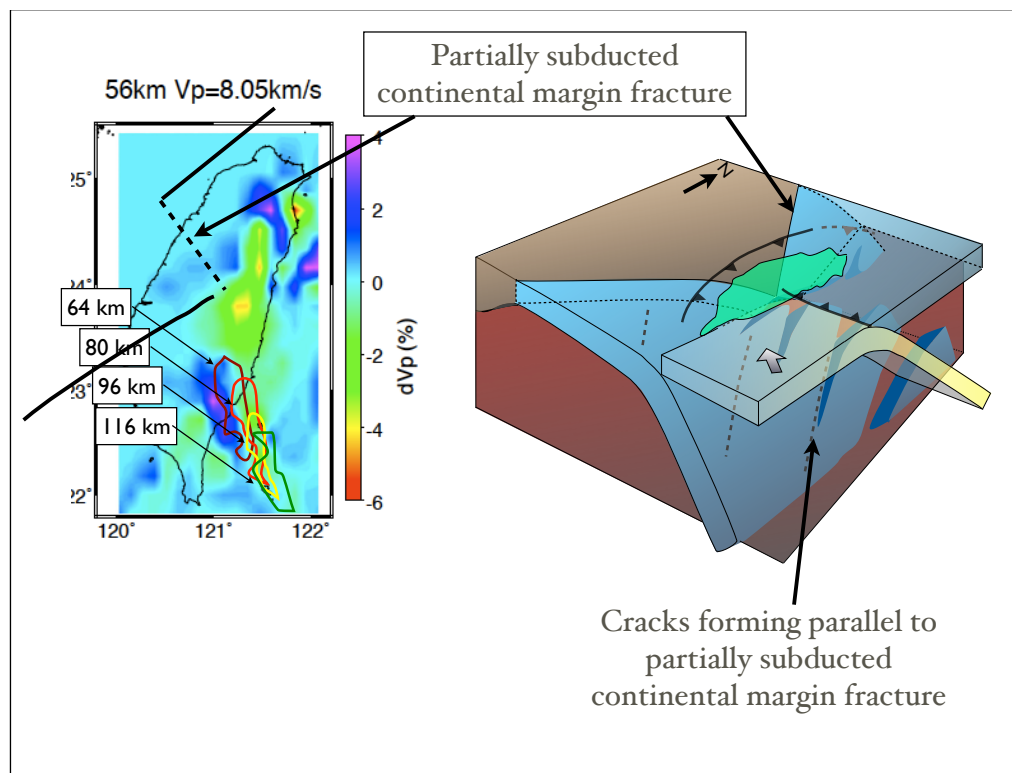 Partially subducted
continental margin fracture
56km Vp=8.05km/s
25˚
24˚
23˚
22˚
120˚
121˚
122˚
4
2
0
-2
-4
-6
dVp (%)
64 km
80 km
96 km
116 km
N
Cracks forming parallel to
partially subducted
continental margin fracture